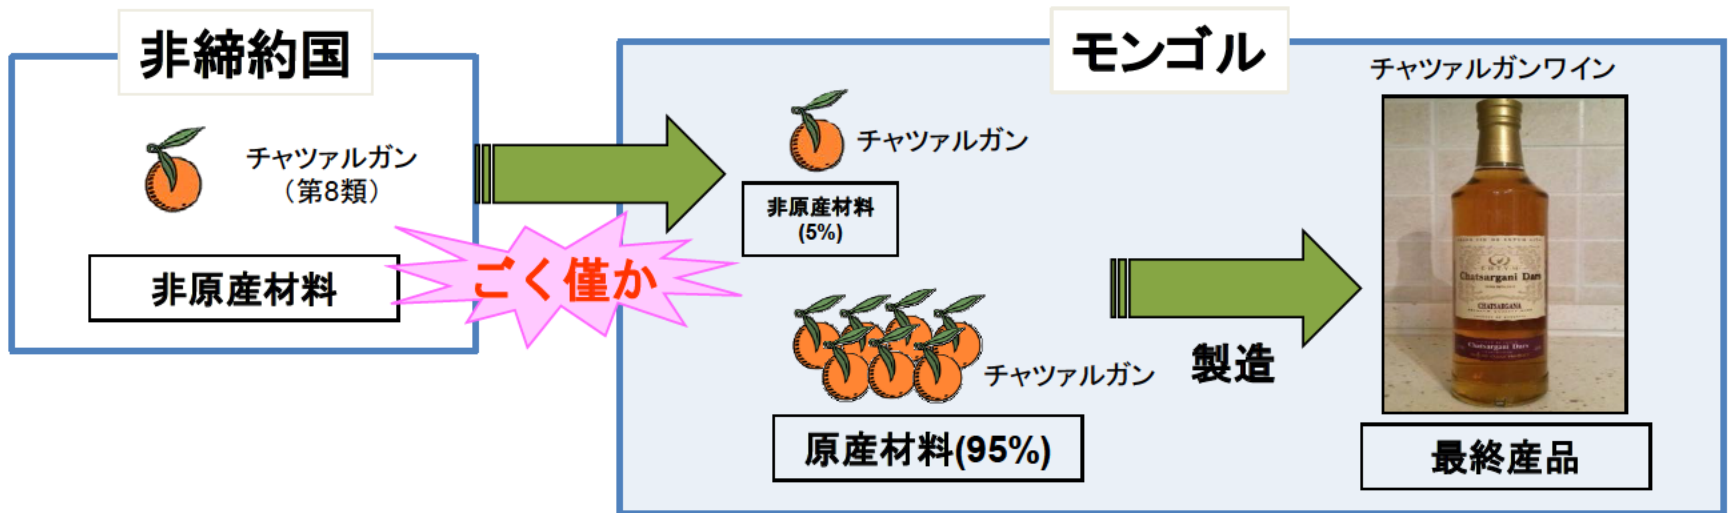 非締約国
チャツァルガン
（第8類）
非原産材料
ごく僅か
モンゴル
チャツァルガン
非原産材料
(5%)
チャツァルガン
原産材料(95%)
製造
チャツァルガンワイン
Chatsargani Dars
CHATSARGANA
Chatsargani Dars
最終産品